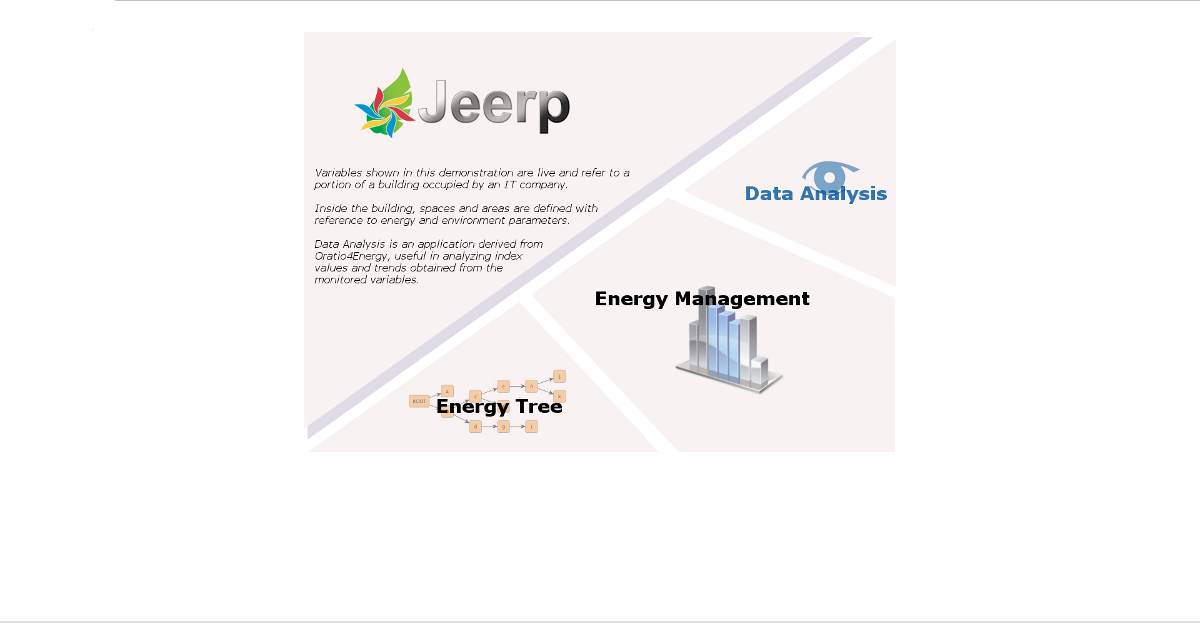 Jeerp
Variables shown in this demonstration are live and refer to a
portion of a building occupied by an IT company.
Inside the building, spaces and areas are defined with
reference to energy and environment parameters.
Data Analysis is an application derived from
Oratio4Energy, useful in analyzing index
values and trends obtained from the
monitored variables.
Data Analysis
Energy Management
ROOT
Energy Tree